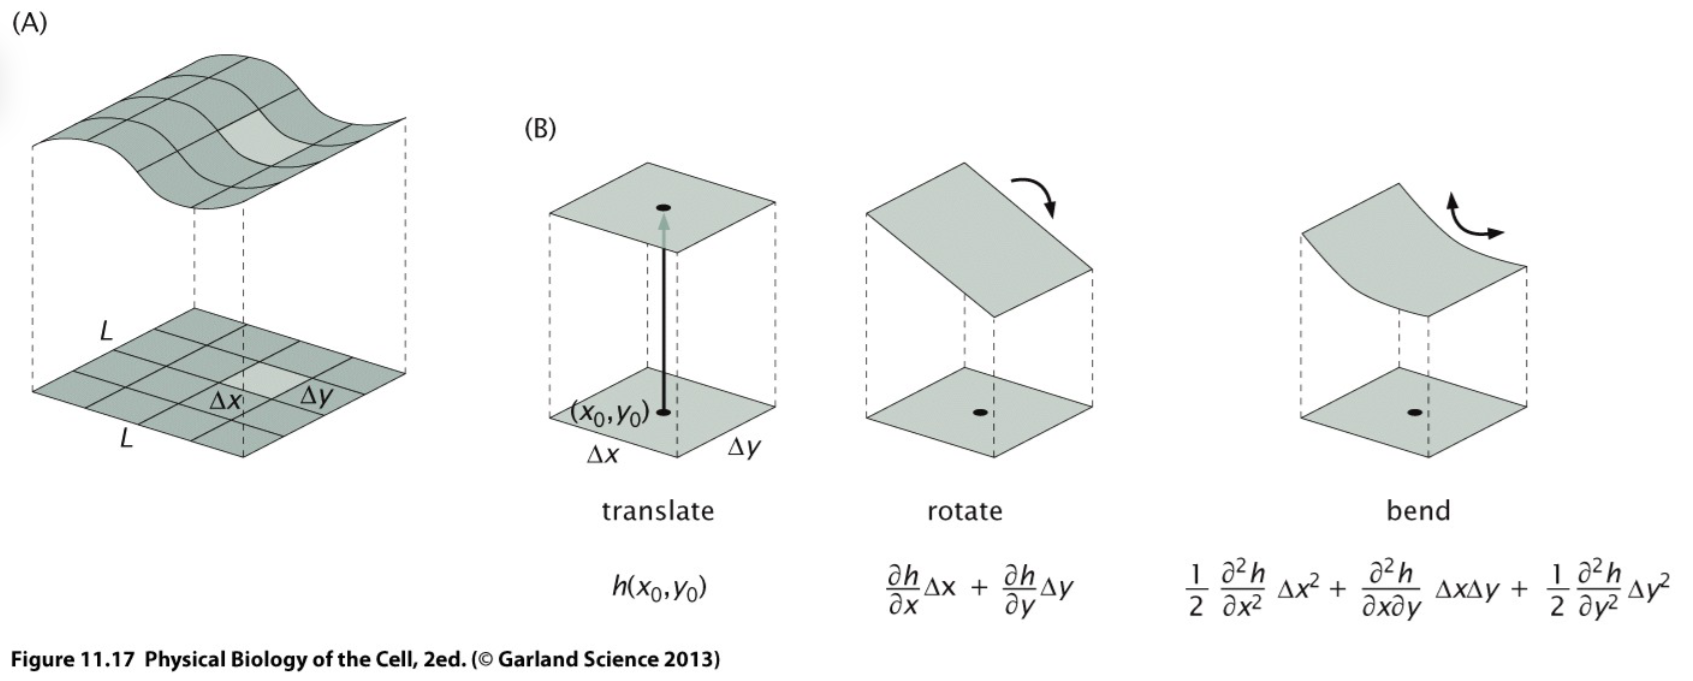 (A)
L
L
Δx
Δy
(B)
(x₀,y₀)
Δx
Δy
translate
rotate
bend
h(x₀,y₀)
∂h/∂x Δx + ∂h/∂y Δy
1/2 ∂²h/∂x² Δx² + ∂²h/∂x∂y ΔxΔy + 1/2 ∂²h/∂y² Δy²
Figure 11.17 Physical Biology of the Cell, 2ed. (© Garland Science 2013)